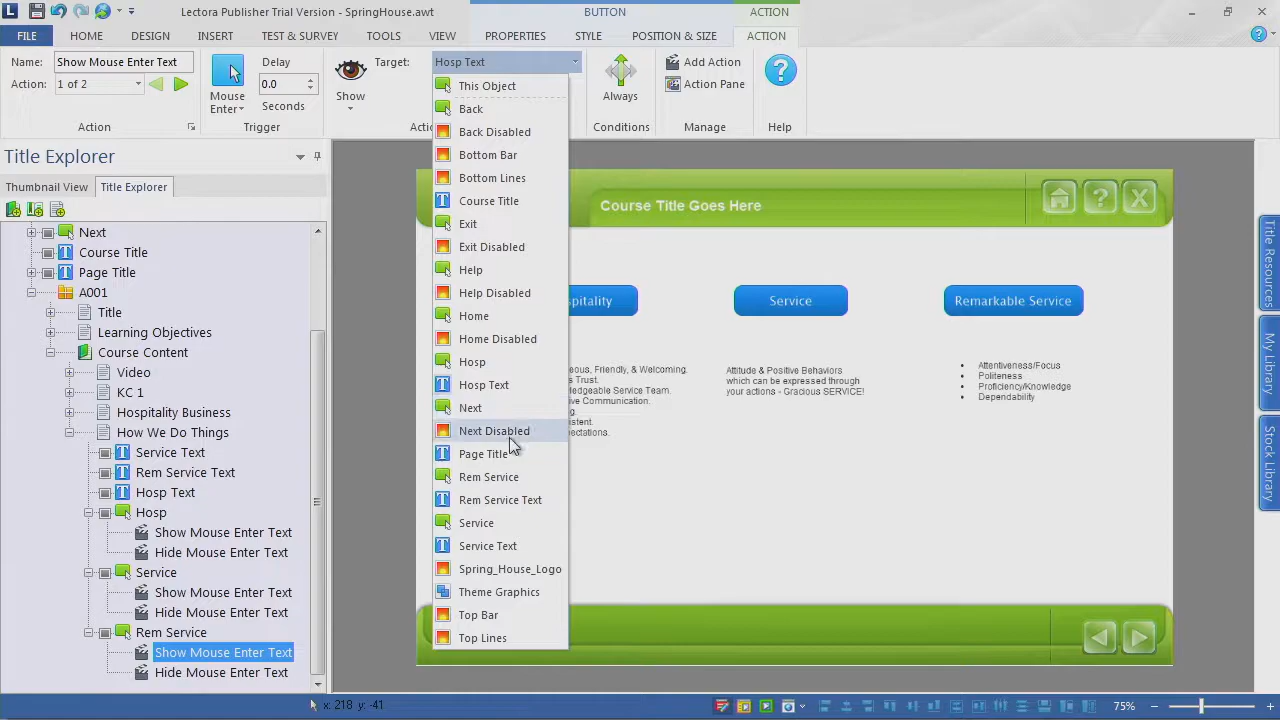 Lectora Publisher Trial Version - SpringHouse.awt
BUTTON
ACTION
FILE
HOME
DESIGN
INSERT
TEST & SURVEY
TOOLS
VIEW
PROPERTIES
STYLE
POSITION & SIZE
ACTION
Name:
Show Mouse Enter Text
Action:
1 of 2
Action
Mouse
Enter
Delay
0.0
Seconds
Trigger
Show
Target:
Hosp Text
Always
Conditions
Add Action
Action Pane
Manage
Help
Help
Title Explorer
Thumbnail View
Title Explorer
Next
Course Title
Page Title
A001
Title
Learning Objectives
Course Content
Video
KC 1
Hospitality Business
How We Do Things
Service Text
Rem Service Text
Hosp Text
Hosp
Show Mouse Enter Text
Hide Mouse Enter Text
Service
Show Mouse Enter Text
Hide Mouse Enter Text
Rem Service
Show Mouse Enter Text
Hide Mouse Enter Text
This Object
Back
Back Disabled
Bottom Bar
Bottom Lines
Course Title
Exit
Exit Disabled
Help
Help Disabled
Home
Home Disabled
Hosp
Hosp Text
Next
Next Disabled
Page Title
Rem Service
Rem Service Text
Service
Service Text
Spring_House_Logo
Theme Graphics
Top Bar
Top Lines
Course Title Goes Here
Service
Remarkable Service
Friendly, & Welcoming.
Trust.
Service Team.
Communication.
Attitude & Positive Behaviors
which can be expressed through
your actions - Gracious SERVICE!
• Attentiveness/Focus
• Politeness
• Proficiency/Knowledge
• Dependability
Title Resources
My Library
Stock Library
x: 218 y: -41
75%